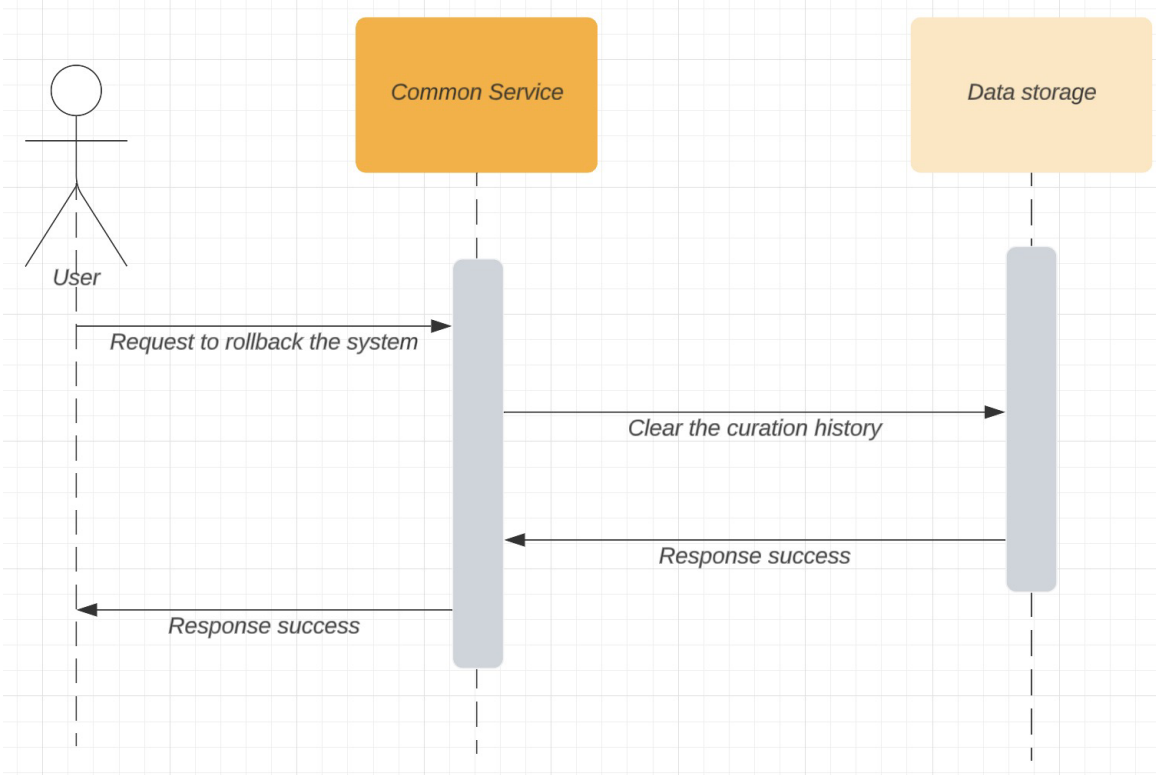 Common Service
Data storage
User
Request to rollback the system
Clear the curation history
Response success
Response success